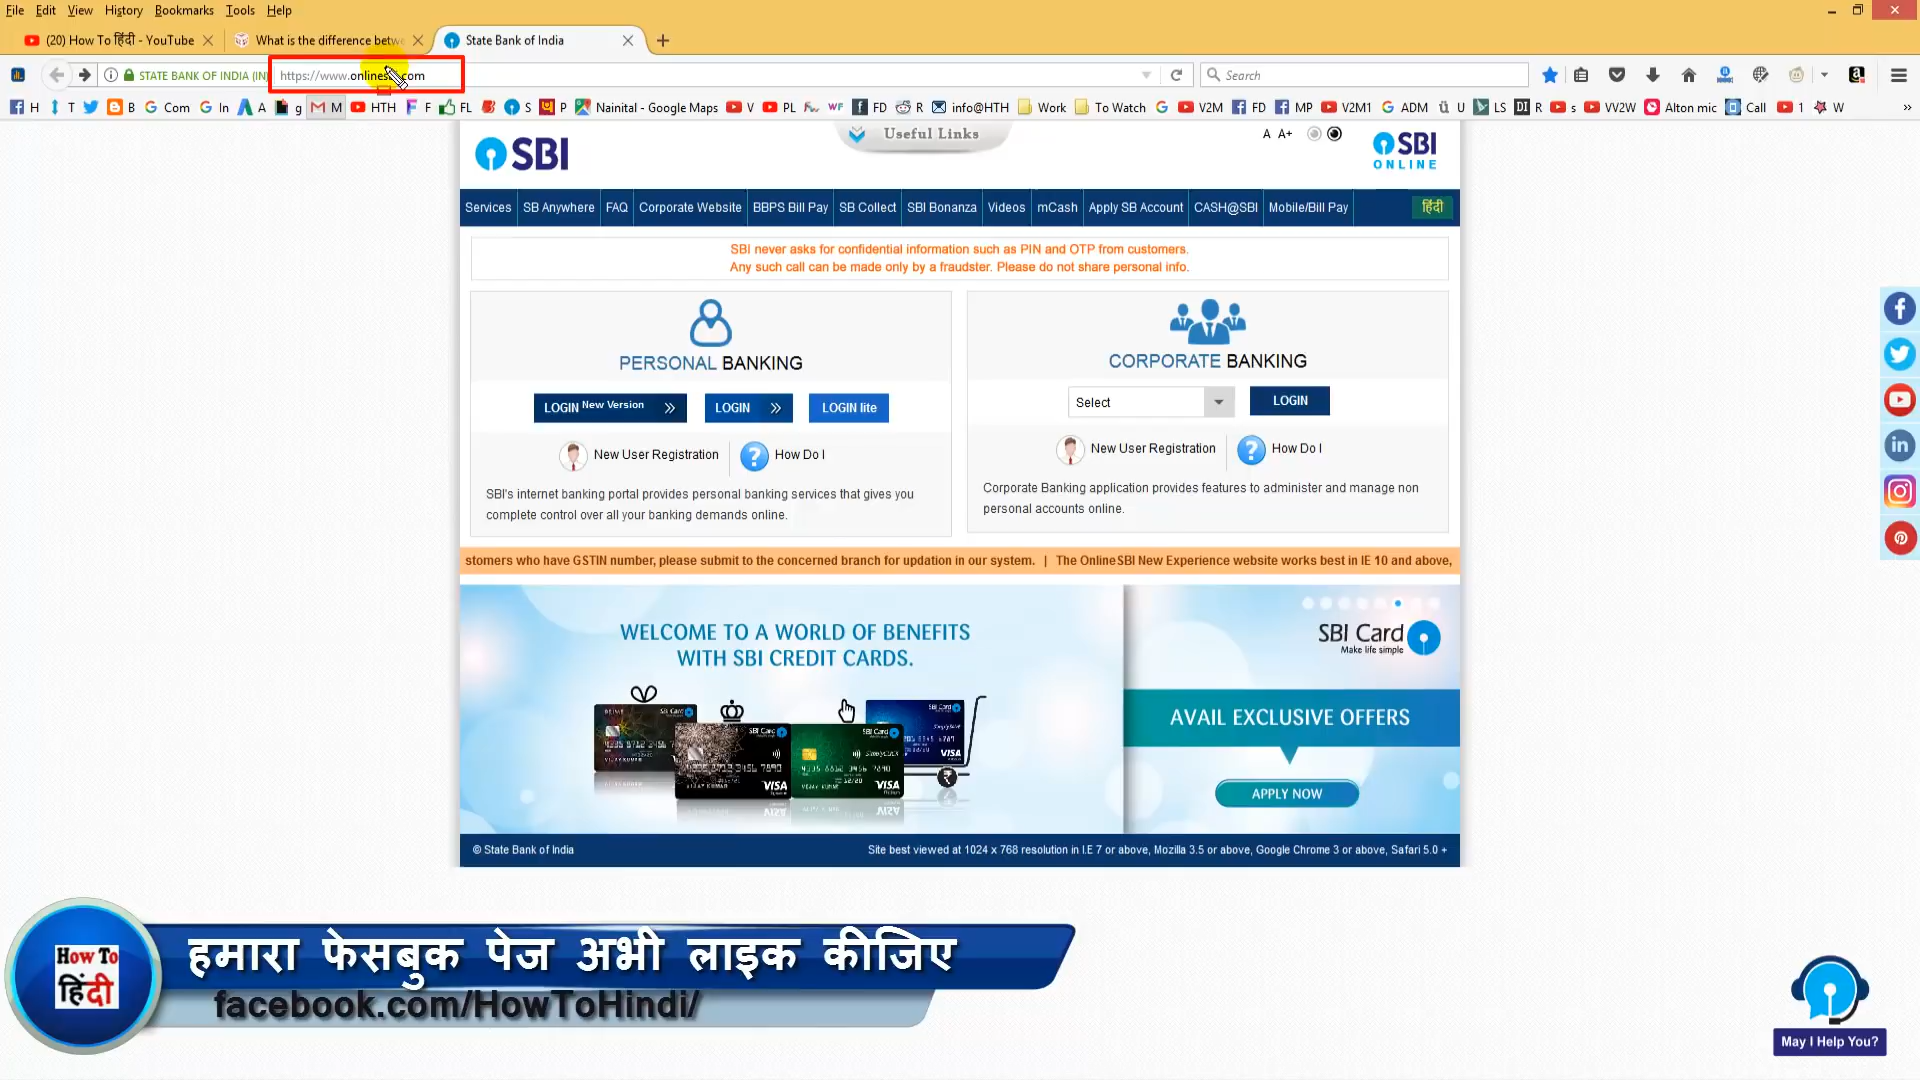 File Edit View History Bookmarks Tools Help
(20) How To हिंदी - YouTube
What is the difference betwe
State Bank of India
STATE BANK OF INDIA (IN) https://www. .com
Search
H T B Com In A g M HTH F FL S P Nainital - Google Maps V PL WF FD R info@HTH Work To Watch V2M FD MP V2M1 ADM U LS R s VV2W Alton mic Call 1 W
SBI
Useful Links
A A+
SBI
ONLINE
Services SB Anywhere FAQ Corporate Website BBPS Bill Pay SB Collect SBI Bonanza Videos mCash Apply SB Account CASH@SBI Mobile/Bill Pay हिंदी
SBI never asks for confidential information such as PIN and OTP from customers.
Any such call can be made only by a fraudster. Please do not share personal info.
PERSONAL BANKING
LOGIN New Version LOGIN LOGIN lite
New User Registration How Do I
SBI's internet banking portal provides personal banking services that gives you
complete control over all your banking demands online.
CORPORATE BANKING
Select LOGIN
New User Registration How Do I
Corporate Banking application provides features to administer and manage non
personal accounts online.
stomers who have GSTIN number, please submit to the concerned branch for updation in our system. | The OnlineSBI New Experience website works best in IE 10 and above,
WELCOME TO A WORLD OF BENEFITS
WITH SBI CREDIT CARDS.
SBI Card
Make life simple
AVAIL EXCLUSIVE OFFERS
APPLY NOW
© State Bank of India
Site best viewed at 1024 x 768 resolution in I.E 7 or above, Mozilla 3.5 or above, Google Chrome 3 or above, Safari 5.0 +
How To
हिंदी
हमारा फेसबुक पेज अभी लाइक कीजिए
facebook.com/HowToHindi/
May I Help You?